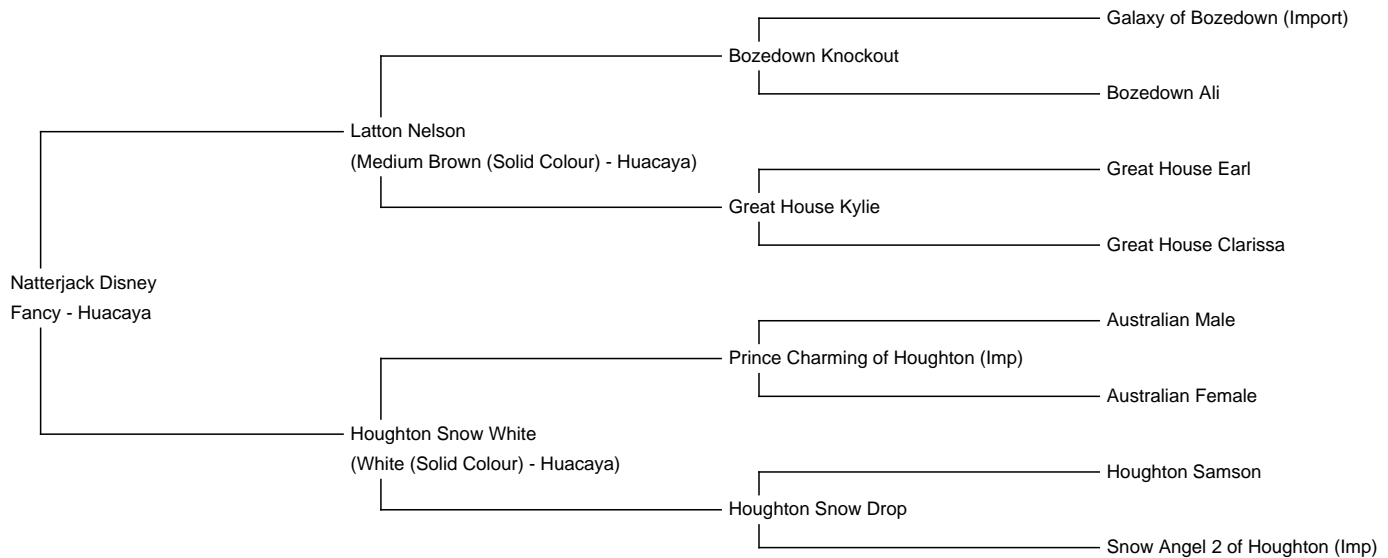 Galaxy of Bozedown (Import)
Bozedown Knockout
Bozedown Ali
Latton Nelson
(Medium Brown (Solid Colour) - Huacaya)
Great House Earl
Great House Kylie
Great House Clarissa
Natterjack Disney
Fancy - Huacaya
Australian Male
Prince Charming of Houghton (Imp)
Australian Female
Houghton Snow White
(White (Solid Colour) - Huacaya)
Houghton Samson
Houghton Snow Drop
Snow Angel 2 of Houghton (Imp)